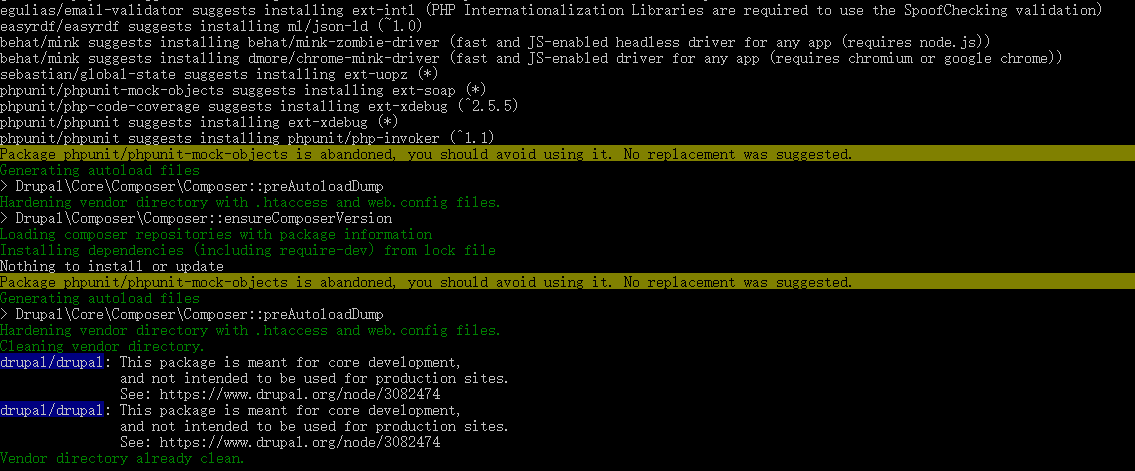 egulias/email-validator suggests installing ext-intl (PHP Internationalization Libraries are required to use the SpoofChecking validation)
easyrdf/easyrdf suggests installing ml/json-ld (~1.0)
behat/mink suggests installing behat/mink-zombie-driver (fast and JS-enabled headless driver for any app (requires node.js))
behat/mink suggests installing dmore/chrome-mink-driver (fast and JS-enabled driver for any app (requires chromium or google chrome))
sebastian/global-state suggests installing ext-uopz (*)
phpunit/phpunit-mock-objects suggests installing ext-soap (*)
phpunit/php-code-coverage suggests installing ext-xdebug (^2.5.5)
phpunit/phpunit suggests installing ext-xdebug (*)
phpunit/phpunit suggests installing phpunit/php-invoker (^1.1)
Package phpunit/phpunit-mock-objects is abandoned, you should avoid using it. No replacement was suggested.
Generating autoload files
> Drupal\Core\Composer\Composer::preAutoloadDump
Hardening vendor directory with .htaccess and web.config files.
> Drupal\Composer\Composer::ensureComposerVersion
Loading composer repositories with package information
Installing dependencies (including require-dev) from lock file
Nothing to install or update
Package phpunit/phpunit-mock-objects is abandoned, you should avoid using it. No replacement was suggested.
Generating autoload files
> Drupal\Core\Composer\Composer::preAutoloadDump
Hardening vendor directory with .htaccess and web.config files.
Cleaning vendor directory.
drupal/drupal: This package is meant for core development,
and not intended to be used for production sites.
See: https://www.drupal.org/node/3082474
drupal/drupal: This package is meant for core development,
and not intended to be used for production sites.
See: https://www.drupal.org/node/3082474
Vendor directory already clean.